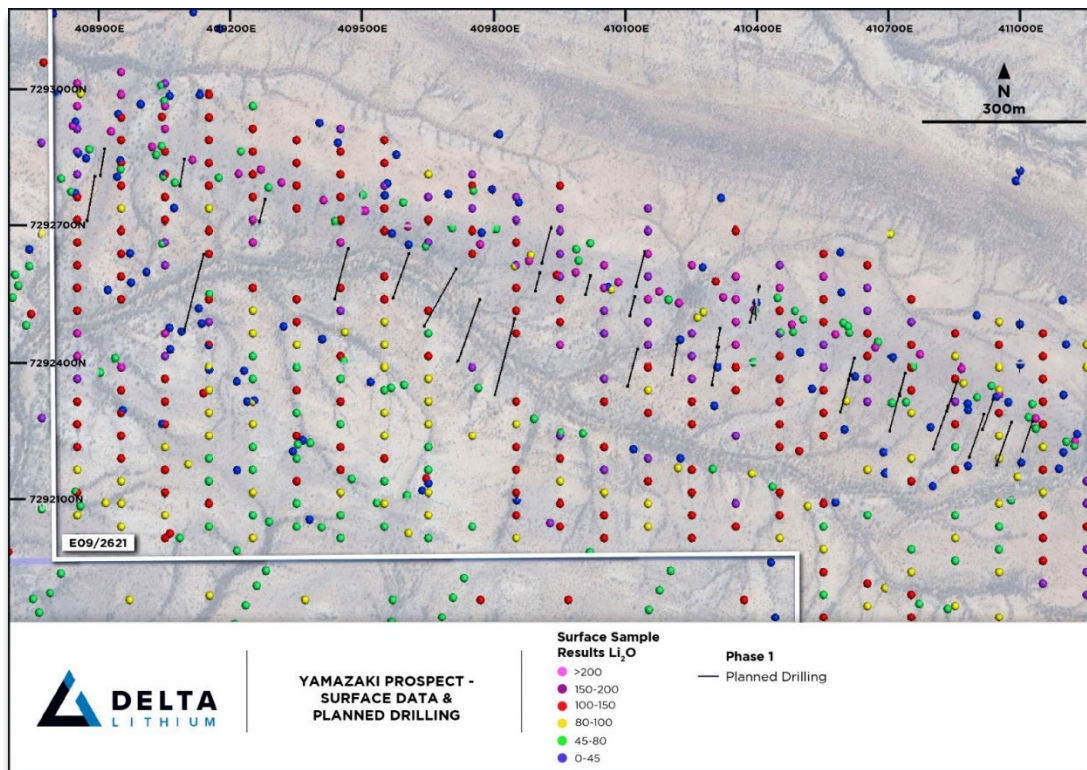 408900E 409200E 409500E 409800E 410100E 410400E 410700E 411000E
7293000N
N
300m
7292700N
7292400N
7292100N
E09/2621
DELTA
LITHIUM
YAMAZAKI PROSPECT -
SURFACE DATA &
PLANNED DRILLING
Surface Sample
Results Li₂O
>200
150-200
100-150
80-100
45-80
0-45
Phase 1
Planned Drilling